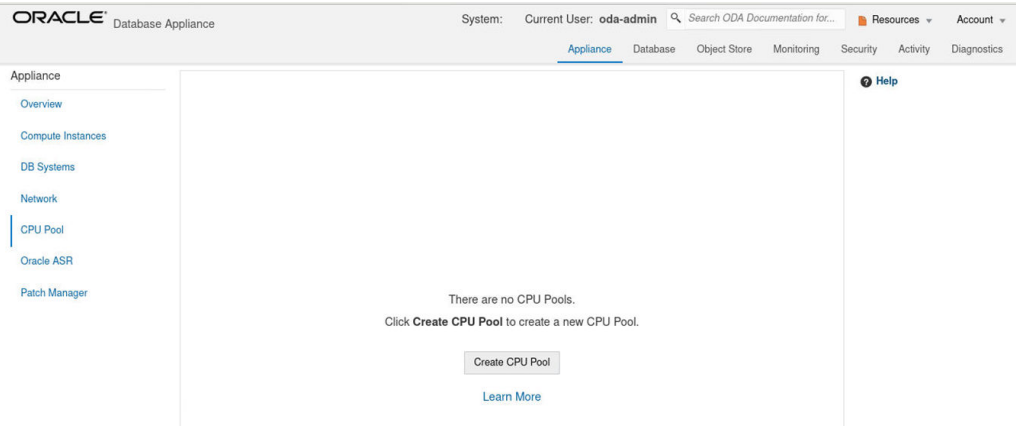 ORACLE® Database Appliance
System: Current User: oda-admin Search ODA Documentation for... Resources Account
Appliance Database Object Store Monitoring Security Activity Diagnostics
Appliance
Overview
Compute Instances
DB Systems
Network
CPU Pool
Oracle ASR
Patch Manager
There are no CPU Pools.
Click Create CPU Pool to create a new CPU Pool.
Create CPU Pool
Learn More
Help